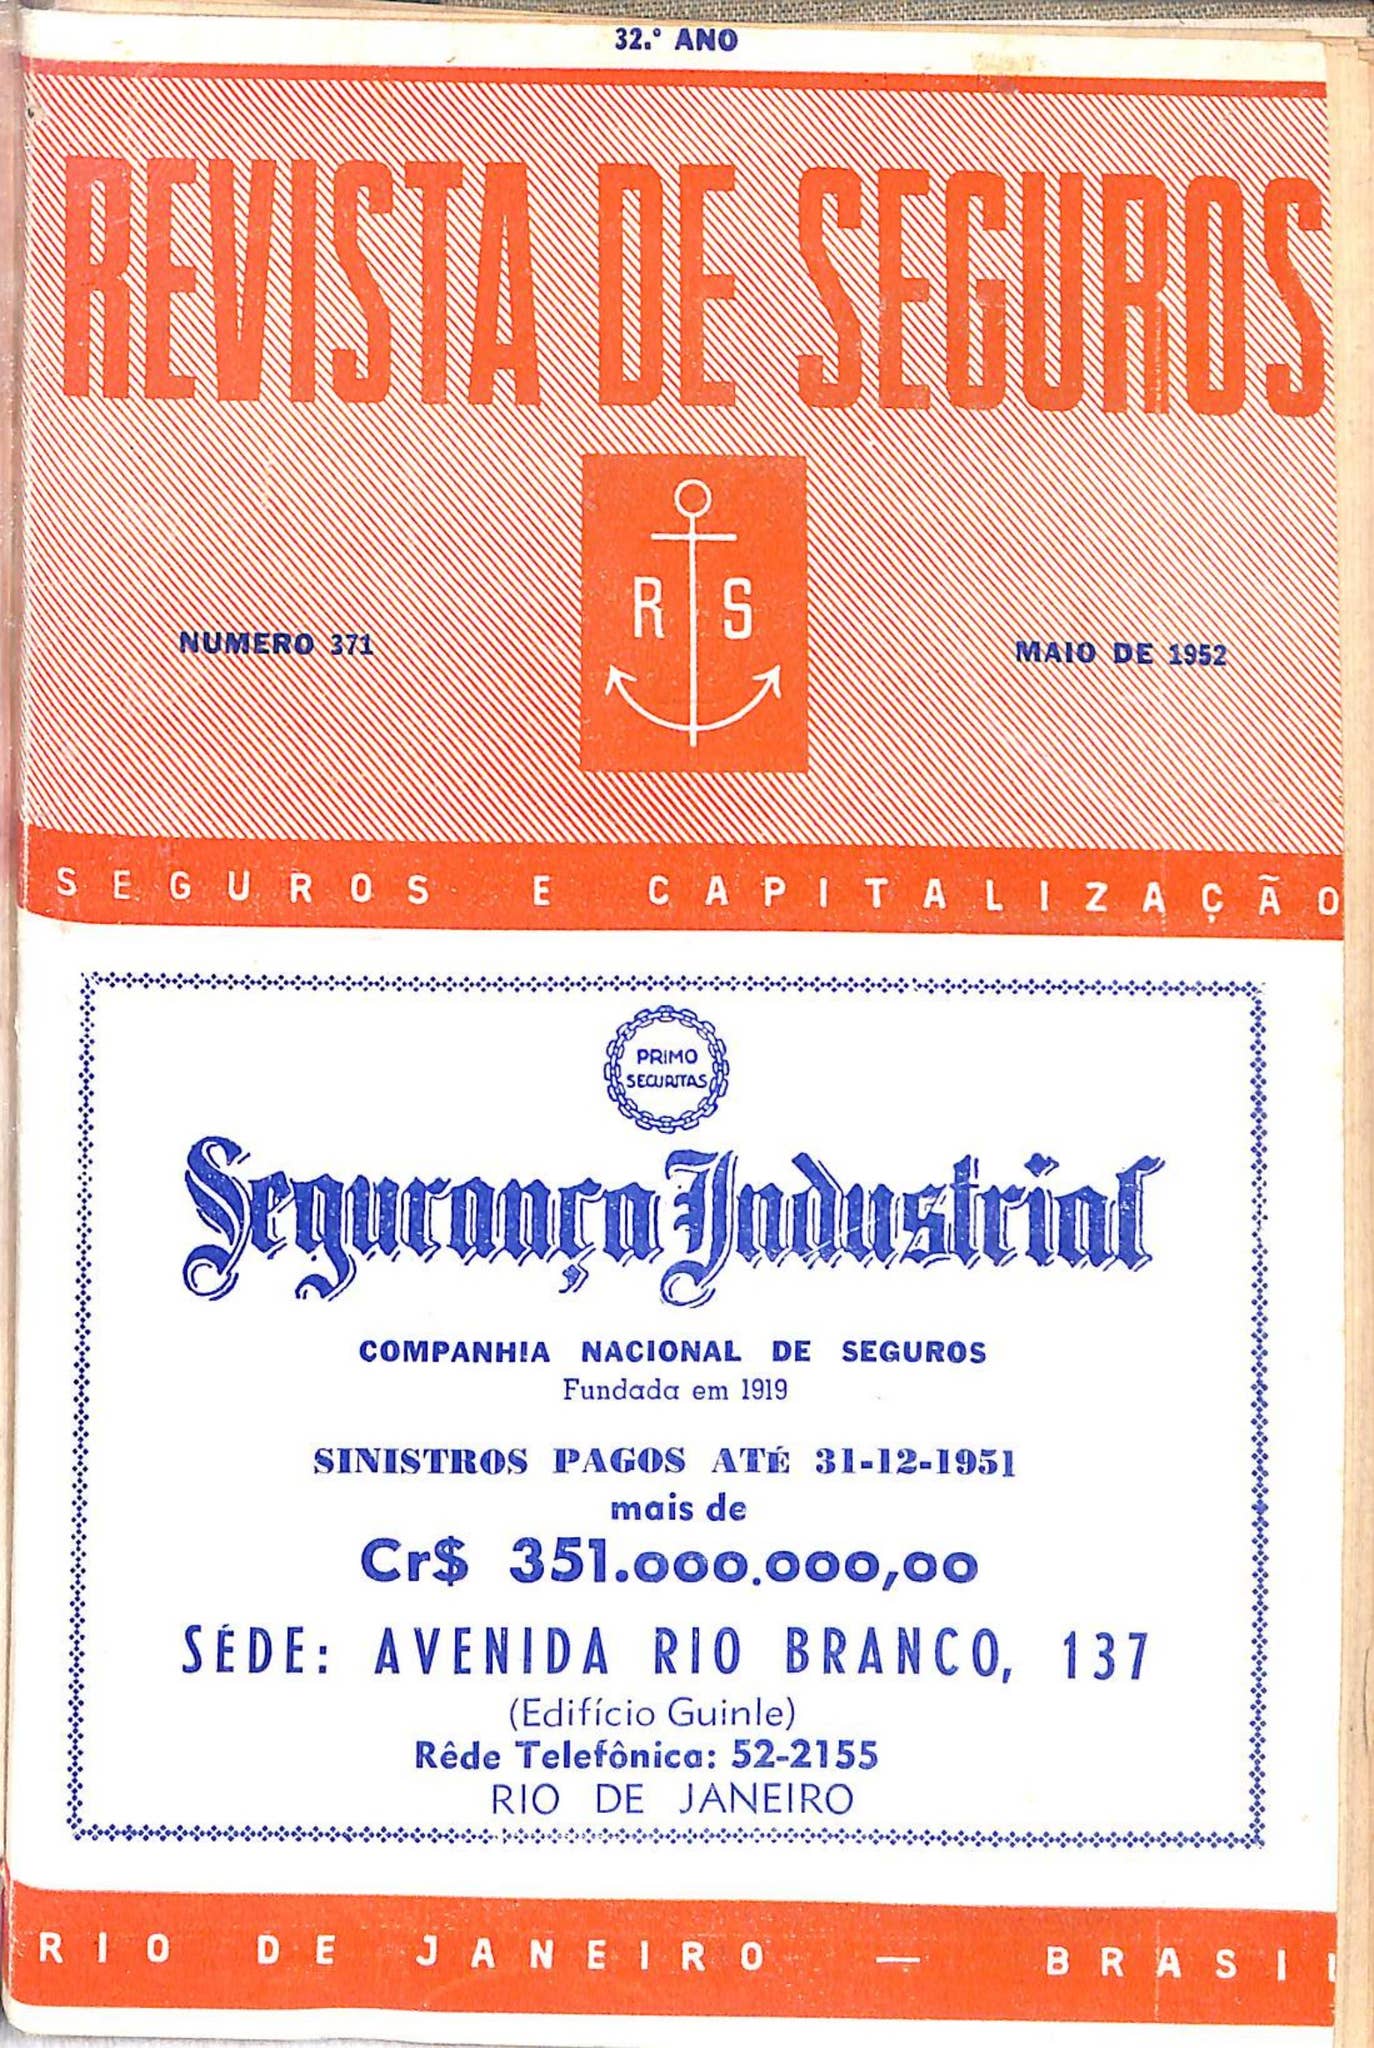 32.º ANO
REVISTA DE SEGUROS
R S
NUMERO 371
MAIO DE 1952
SEGUROS E CAPITALIZAÇÃO
PRIMO
SECURITAS
Segurança Industrial
COMPANHIA NACIONAL DE SEGUROS
Fundada em 1919
SINISTROS PAGOS ATÉ 31-12-1951
mais de
Cr$ 351.000.000,00
SÉDE: AVENIDA RIO BRANCO, 137
(Edifício Guinle)
Rêde Telefônica: 52-2155
RIO DE JANEIRO
RIO DE JANEIRO — BRASIL